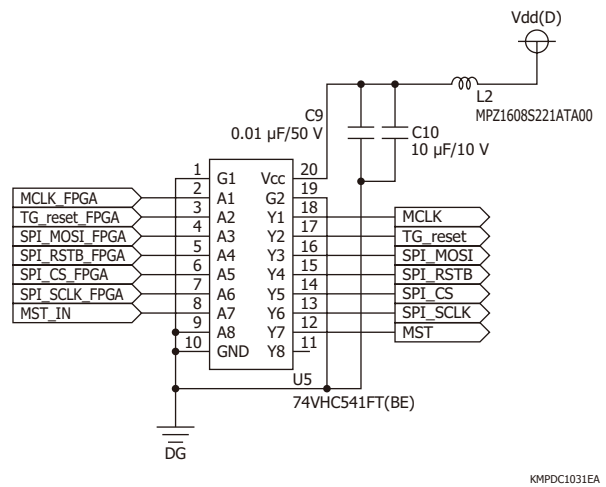 Vdd(D)
L2
MPZ1608S221ATA00
C9
0.01 µF/50 V
C10
10 µF/10 V
1 G1 Vcc 20
MCLK_FPGA 2 A1 G2 19
TG_reset_FPGA 3 A2 Y1 18 MCLK
SPI_MOSI_FPGA 4 A3 Y2 17 TG_reset
SPI_RSTB_FPGA 5 A4 Y3 16 SPI_MOSI
SPI_CS_FPGA 6 A5 Y4 15 SPI_RSTB
SPI_SCLK_FPGA 7 A6 Y5 14 SPI_CS
MST_IN 8 A7 Y6 13 SPI_SCLK
9 A8 Y7 12 MST
10 GND Y8 11
U5
74VHC541FT(BE)
DG
KMPDC1031EA